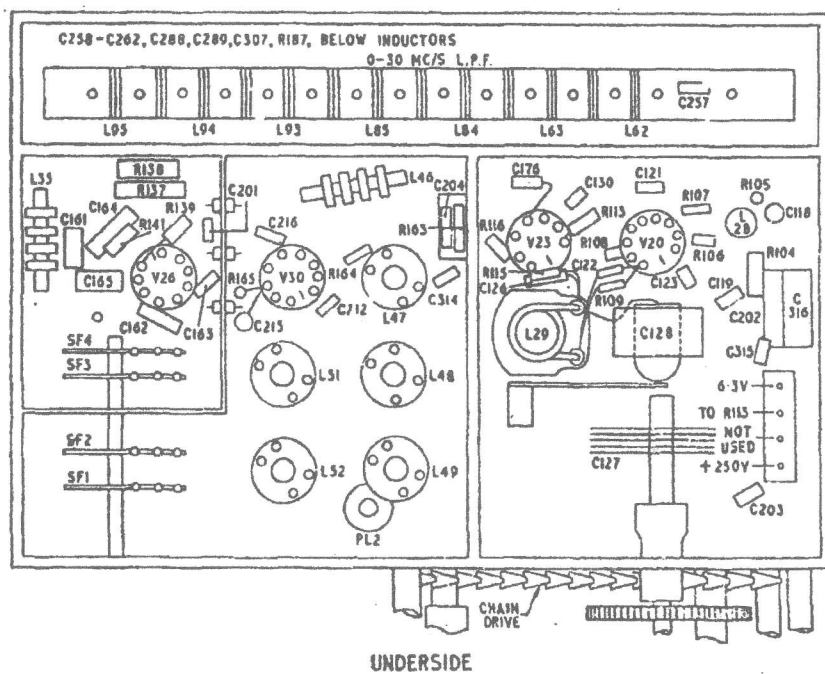 C258-C262, C288, C289, C307, R187, BELOW INDUCTORS
0-30 MC/S L.P.F.
C257
L95
L94
L93
L85
L84
L63
L62
L33
R138
R137
C164
R139
C201
C161
R141
V26
C165
C162
C163
R165
C215
C216
V30
C212
R164
L46
C204
R163
C314
L47
L51
L48
L52
L49
PL2
SF4
SF3
SF2
SF1
C176
C130
C121
R107
R105
R116
V23
R113
R108
V20
R106
L28
C118
R104
R115
C126
C122
R109
C123
C119
C202
C316
L29
C128
C315
6·3V
TO R113
NOT
USED
+250V
C127
C203
CHAIN
DRIVE
UNDERSIDE